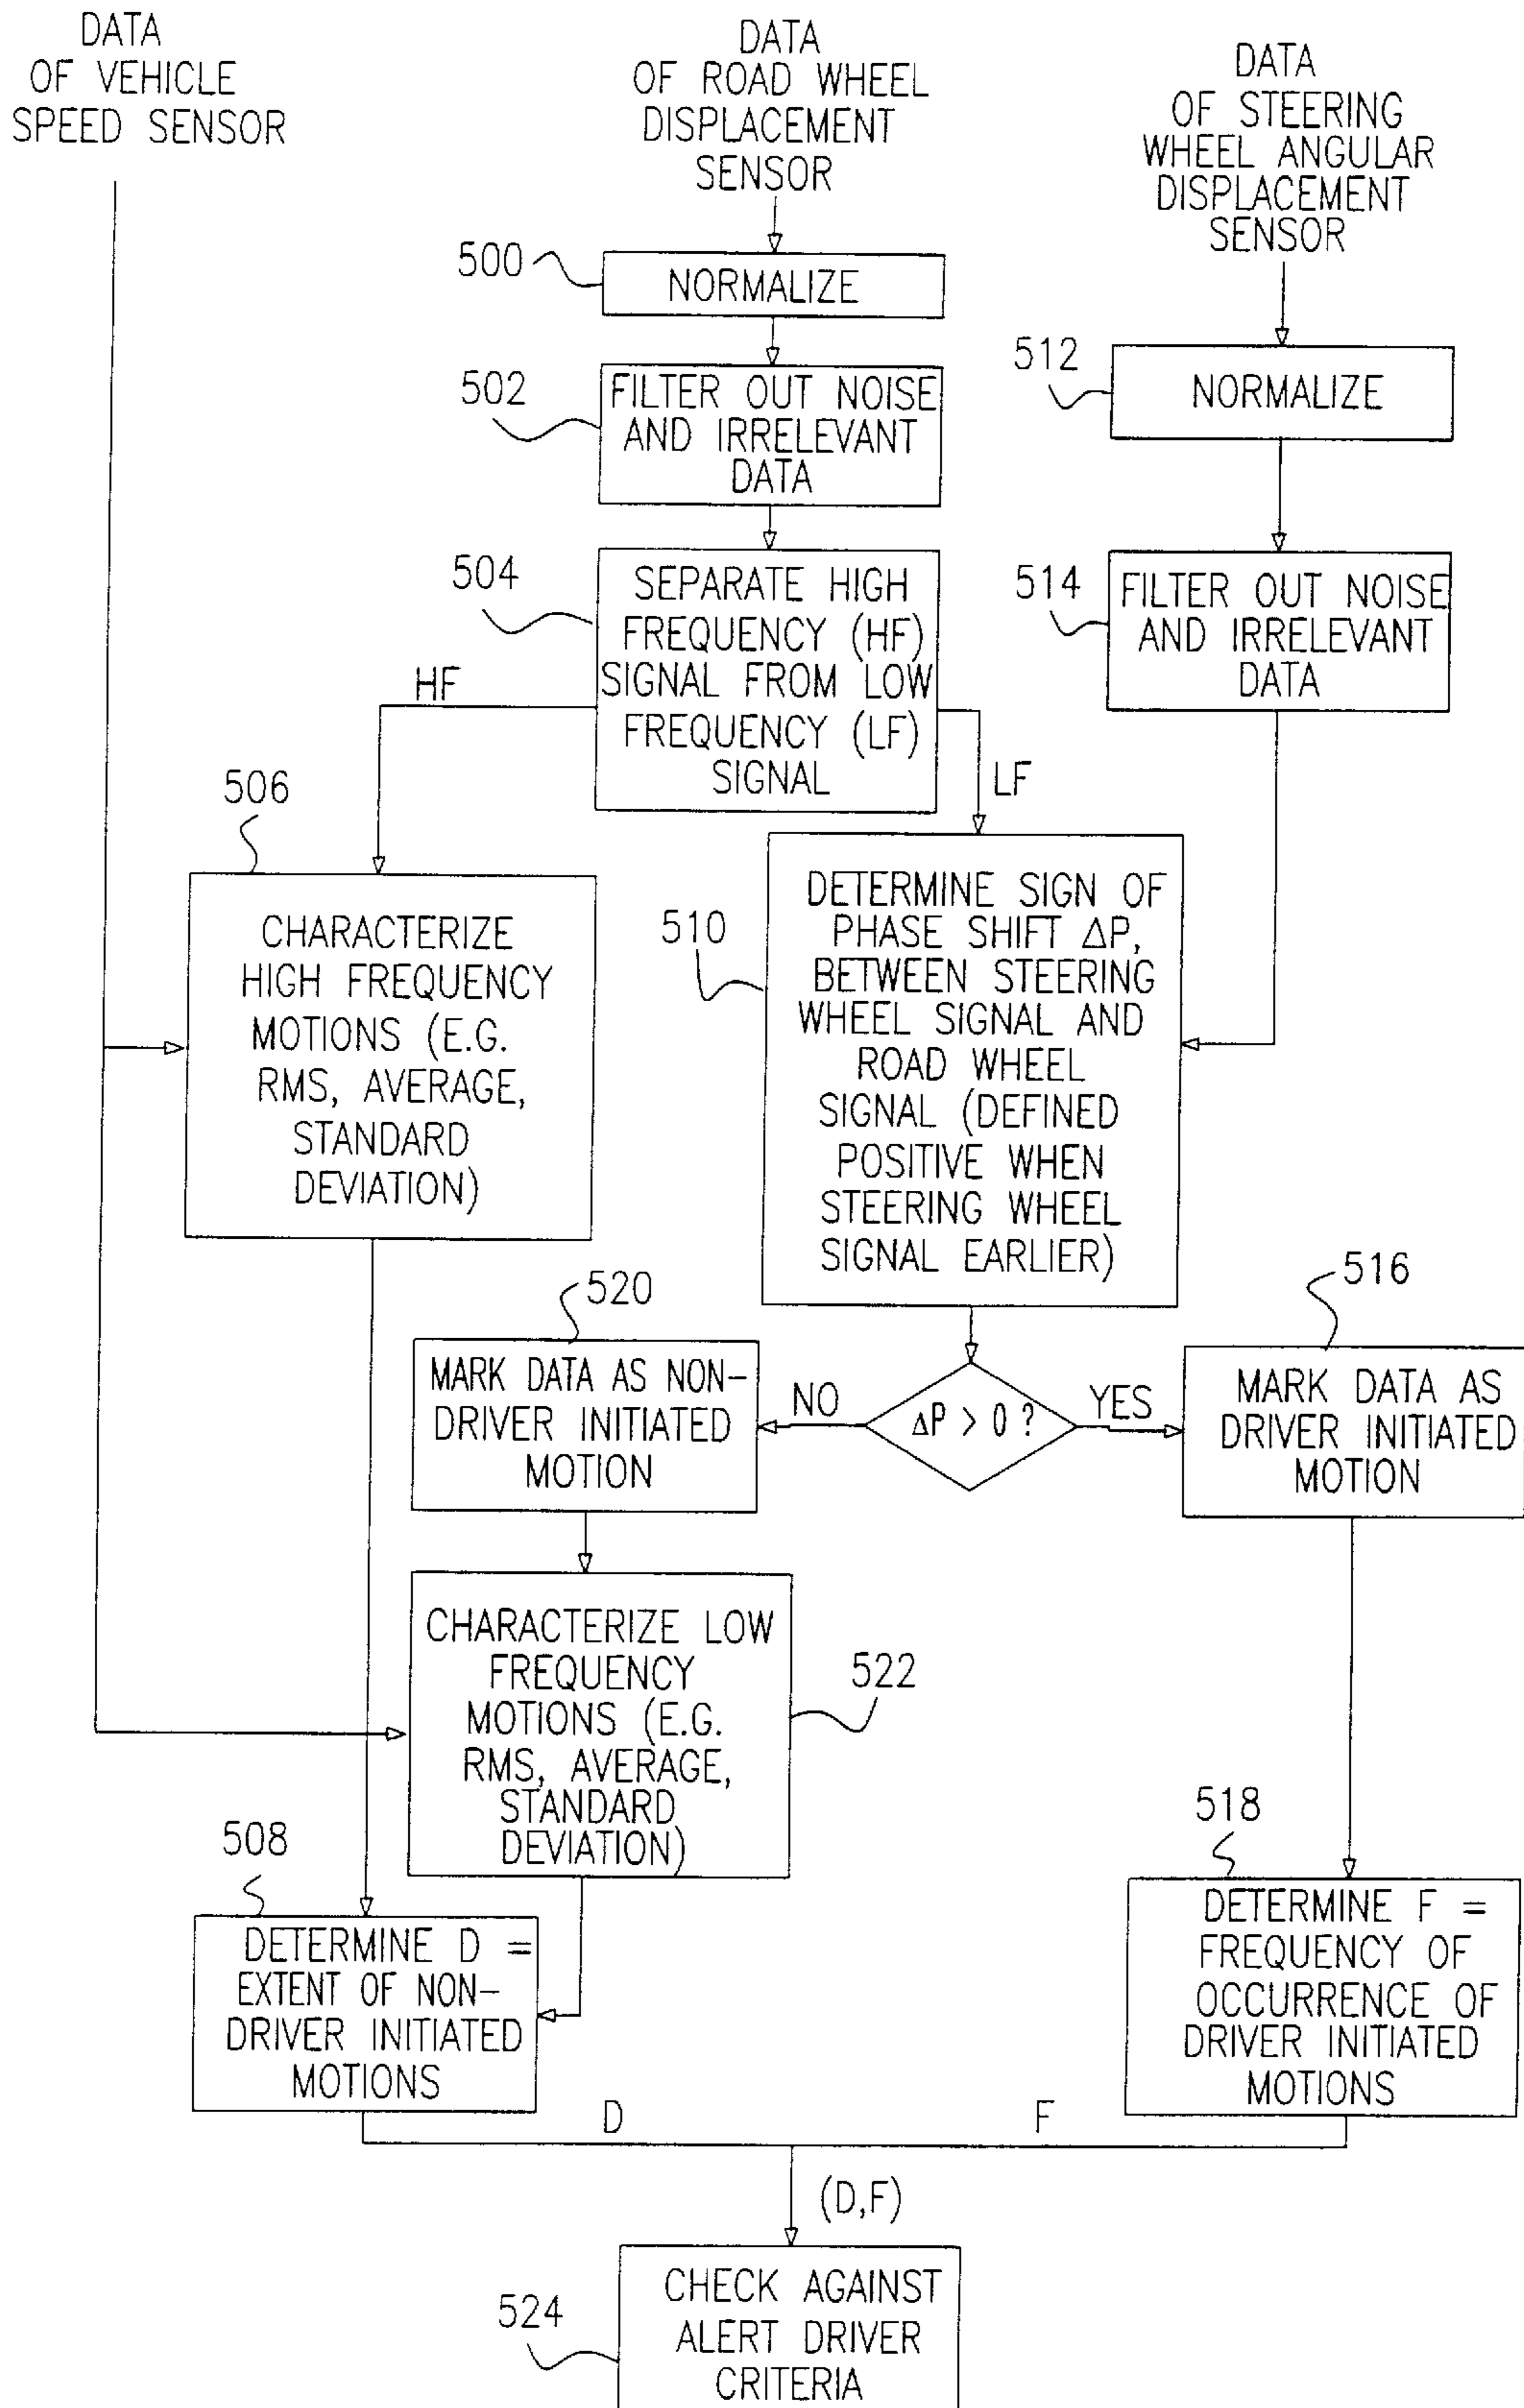 DATA
OF VEHICLE
SPEED SENSOR
DATA
OF ROAD WHEEL
DISPLACEMENT
SENSOR
DATA
OF STEERING
WHEEL ANGULAR
DISPLACEMENT
SENSOR
500
NORMALIZE
512
NORMALIZE
502
FILTER OUT NOISE
AND IRRELEVANT
DATA
504
SEPARATE HIGH
FREQUENCY (HF)
SIGNAL FROM LOW
FREQUENCY (LF)
SIGNAL
514
FILTER OUT NOISE
AND IRRELEVANT
DATA
HF
LF
506
CHARACTERIZE
HIGH FREQUENCY
MOTIONS (E.G.
RMS, AVERAGE,
STANDARD
DEVIATION)
510
DETERMINE SIGN OF
PHASE SHIFT ΔP,
BETWEEN STEERING
WHEEL SIGNAL AND
ROAD WHEEL
SIGNAL (DEFINED
POSITIVE WHEN
STEERING WHEEL
SIGNAL EARLIER)
520
MARK DATA AS NON-
DRIVER INITIATED
MOTION
NO
ΔP > 0 ?
YES
516
MARK DATA AS
DRIVER INITIATED
MOTION
CHARACTERIZE LOW
FREQUENCY
MOTIONS (E.G.
RMS, AVERAGE,
STANDARD
DEVIATION)
522
508
DETERMINE D =
EXTENT OF NON-
DRIVER INITIATED
MOTIONS
518
DETERMINE F =
FREQUENCY OF
OCCURRENCE OF
DRIVER INITIATED
MOTIONS
D
F
(D,F)
524
CHECK AGAINST
ALERT DRIVER
CRITERIA